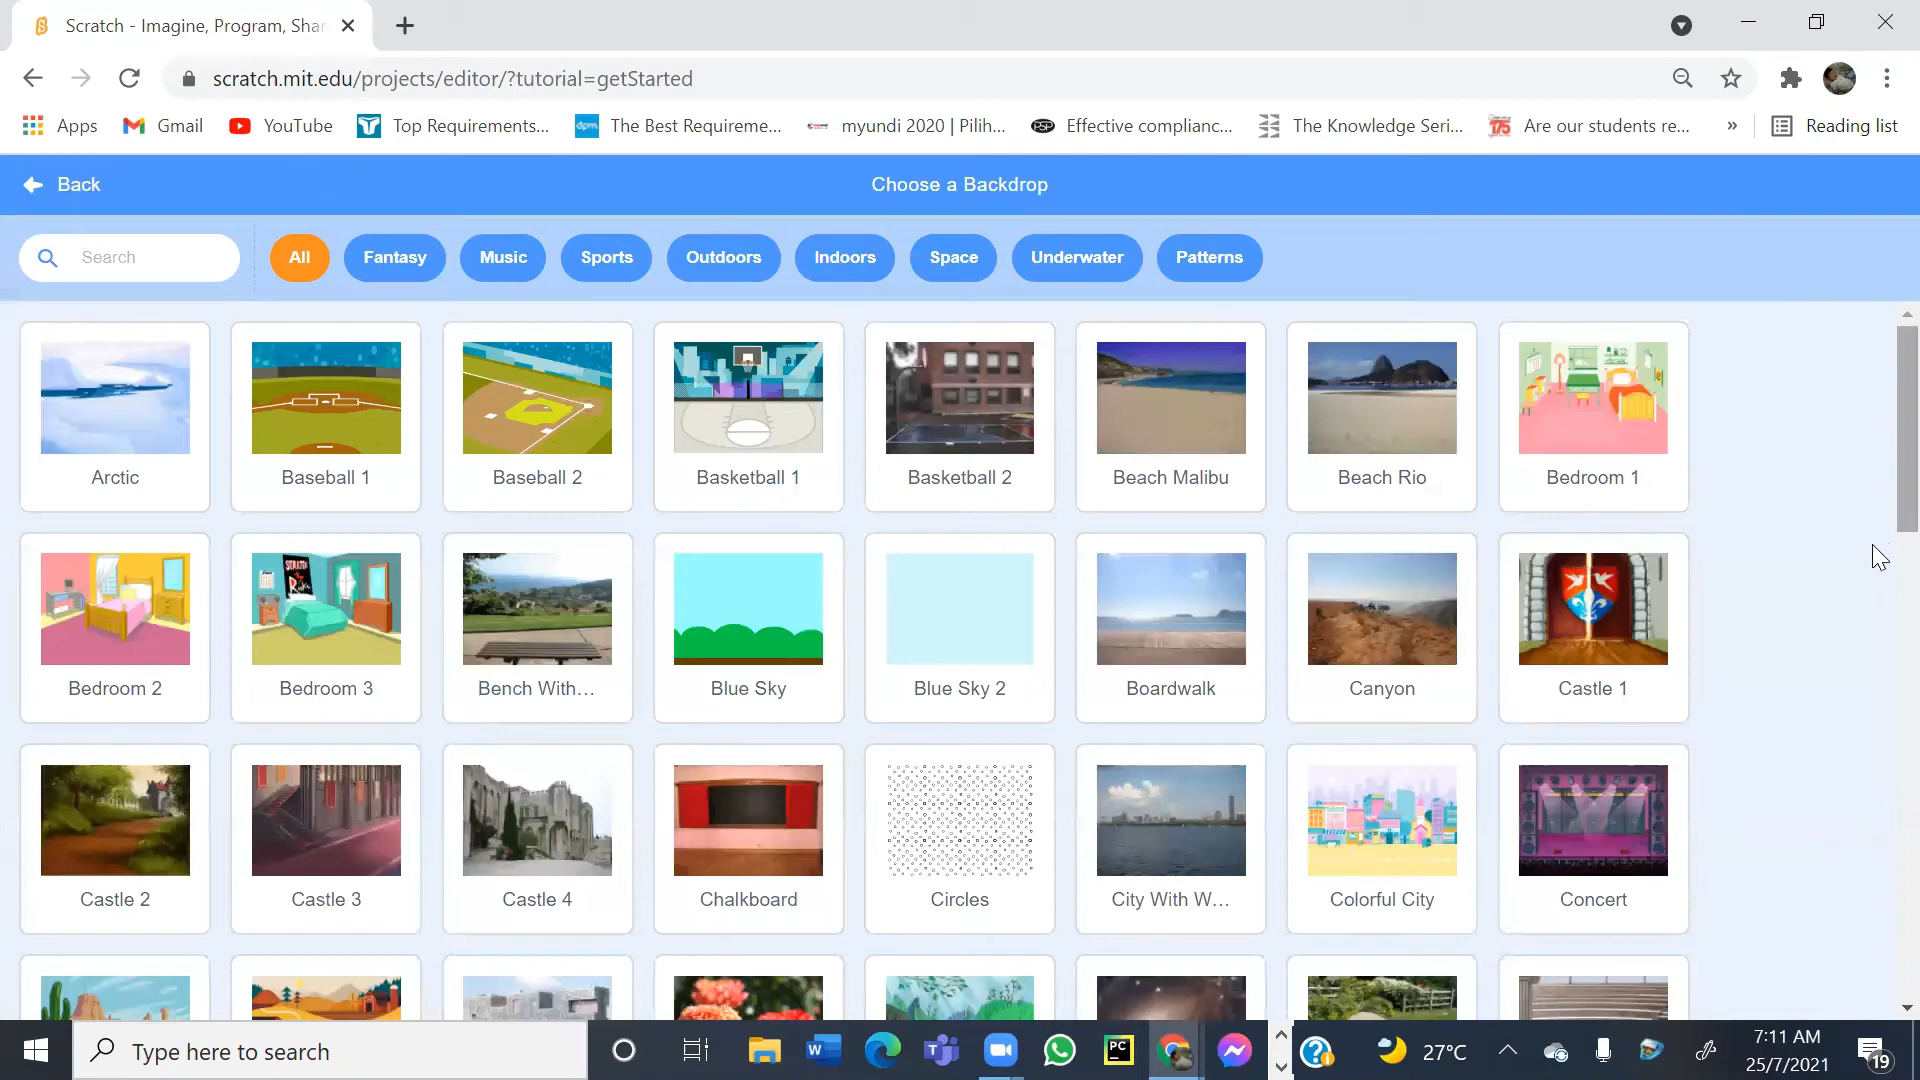 Scratch - Imagine, Program, Shar
scratch.mit.edu/projects/editor/?tutorial=getStarted
Apps Gmail YouTube Top Requirements... The Best Requireme... myundi 2020 | Pilih... Effective complianc... The Knowledge Seri... Are our students re... » Reading list
Back Choose a Backdrop
Search All Fantasy Music Sports Outdoors Indoors Space Underwater Patterns
Arctic Baseball 1 Baseball 2 Basketball 1 Basketball 2 Beach Malibu Beach Rio Bedroom 1
Bedroom 2 Bedroom 3 Bench With... Blue Sky Blue Sky 2 Boardwalk Canyon Castle 1
Castle 2 Castle 3 Castle 4 Chalkboard Circles City With W... Colorful City Concert
Type here to search 27°C 7:11 AM
25/7/2021 19